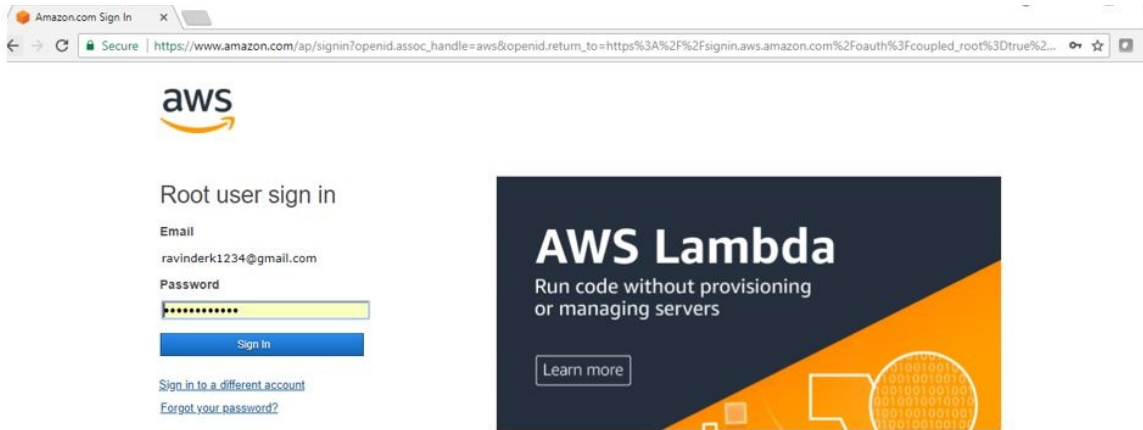 Amazon.com Sign In
Secure | https://www.amazon.com/ap/signin?openid.assoc_handle=aws&openid.return_to=https%3A%2F%2Fsignin.aws.amazon.com%2Foauth%3Fcoupled_root%3Dtrue%2...
aws
Root user sign in
Email
ravinderk1234@gmail.com
Password
••••••••••••
Sign In
Sign in to a different account
Forgot your password?
AWS Lambda
Run code without provisioning
or managing servers
Learn more